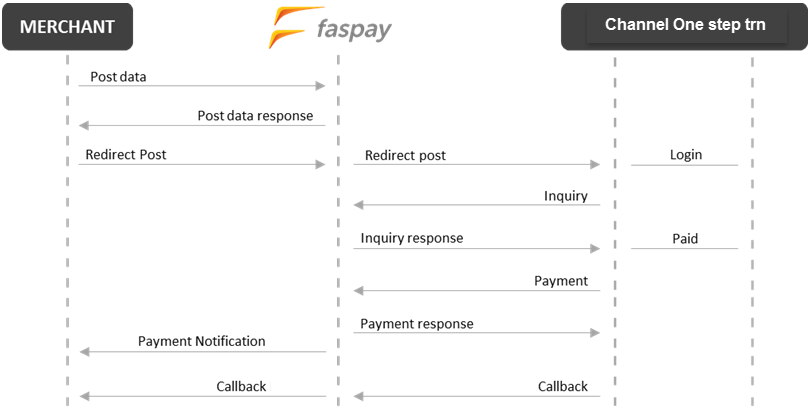 MERCHANT
faspay
Channel One step trn
Post data
Post data response
Redirect Post
Redirect post
Login
Inquiry
Inquiry response
Paid
Payment
Payment response
Payment Notification
Callback
Callback